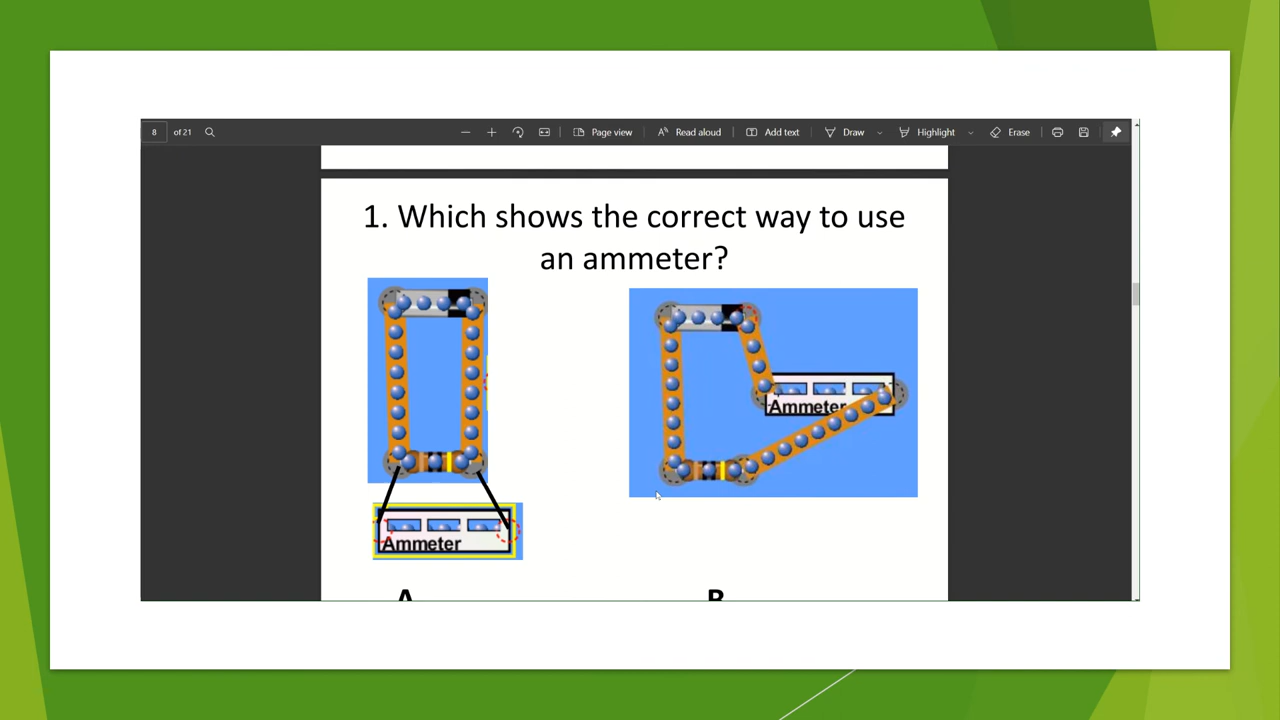 8 of 21 Page view Read aloud Add text Draw Highlight Erase
1. Which shows the correct way to use
an ammeter?
Ammeter
Ammeter
A B